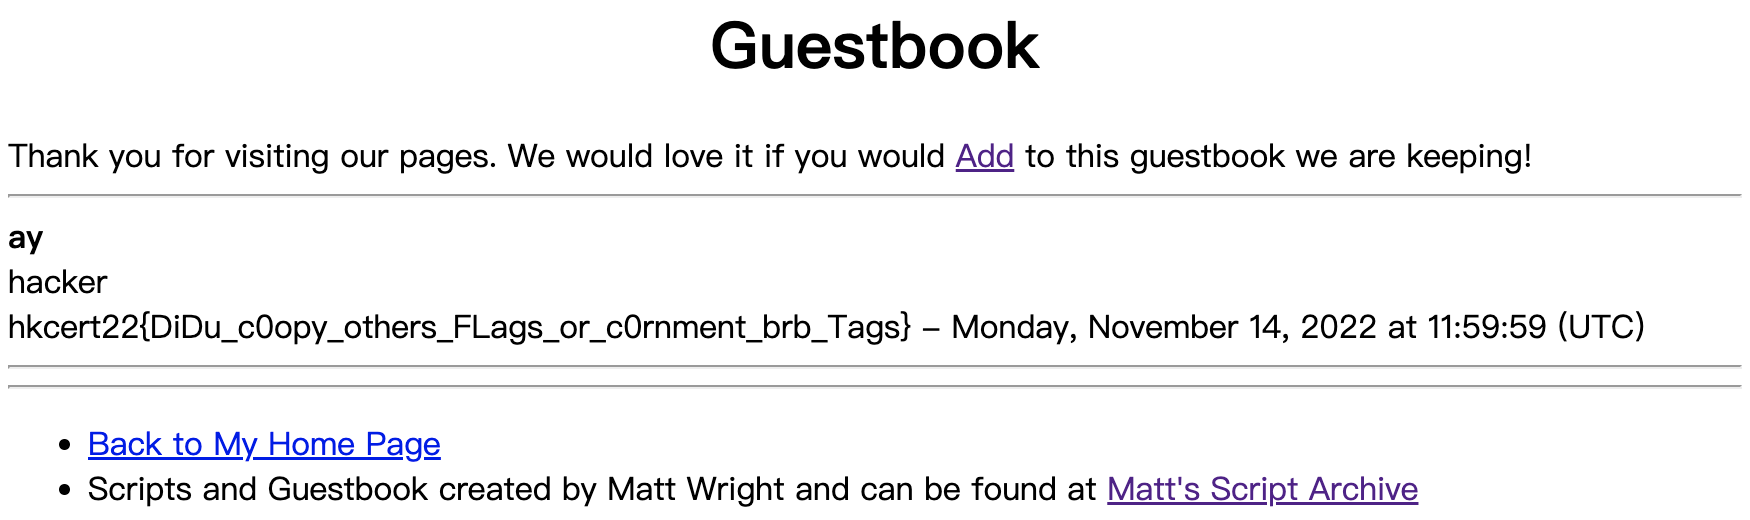 Guestbook
Thank you for visiting our pages. We would love it if you would Add to this guestbook we are keeping!
ay
hacker
hkcert22{DiDu_c0opy_others_FLags_or_c0rnment_brb_Tags} – Monday, November 14, 2022 at 11:59:59 (UTC)
• Back to My Home Page
• Scripts and Guestbook created by Matt Wright and can be found at Matt's Script Archive